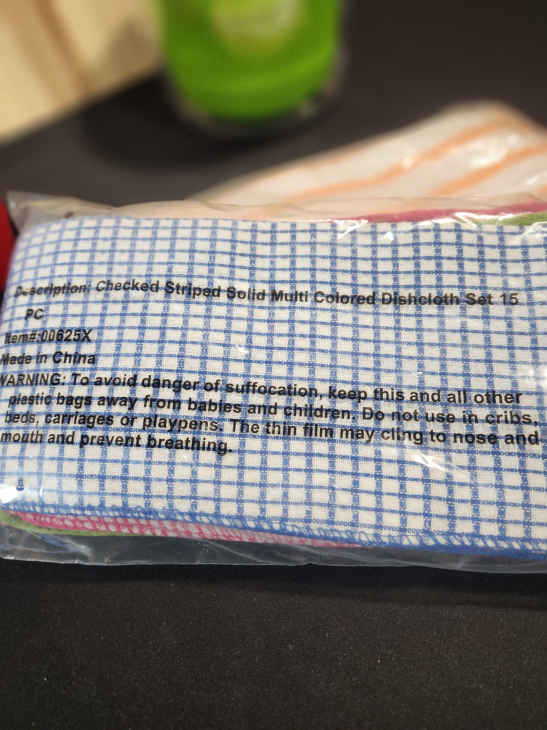 Description: Checked Striped Solid Multi Colored Dishcloth Set 15
PC
Item#:00625X
Made in China
WARNING: To avoid danger of suffocation, keep this and all other
plastic bags away from babies and children. Do not use in cribs,
beds, carriages or playpens. The thin film may cling to nose and
mouth and prevent breathing.